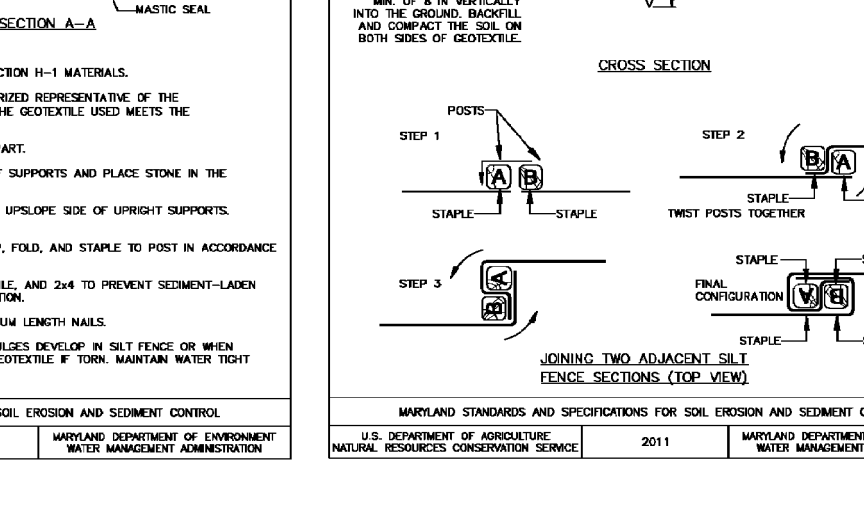 MASTIC SEAL
SECTION A-A
CTION H-1 MATERIALS.
RIZED REPRESENTATIVE OF THE
HE GEOTEXTILE USED MEETS THE
ART.
F SUPPORTS AND PLACE STONE IN THE
UPSLOPE SIDE OF UPRIGHT SUPPORTS.
P, FOLD, AND STAPLE TO POST IN ACCORDANCE
ILE, AND 2x4 TO PREVENT SEDIMENT-LADEN
TION.
UM LENGTH NAILS.
ULGES DEVELOP IN SILT FENCE OR WHEN
EOTEXTILE IF TORN. MAINTAIN WATER TIGHT
SOIL EROSION AND SEDIMENT CONTROL
MARYLAND DEPARTMENT OF ENVIRONMENT
WATER MANAGEMENT ADMINISTRATION
MIN. OF 8 IN VERTICALLY
INTO THE GROUND. BACKFILL
AND COMPACT THE SOIL ON
BOTH SIDES OF GEOTEXTILE.
CROSS SECTION
POSTS
STEP 1
A B
STAPLE STAPLE
STEP 2
B A
STAPLE
TWIST POSTS TOGETHER
STEP 3
A
B
STAPLE
FINAL
CONFIGURATION
A B
STAPLE
JOINING TWO ADJACENT SILT
FENCE SECTIONS (TOP VIEW)
MARYLAND STANDARDS AND SPECIFICATIONS FOR SOIL EROSION AND SEDIMENT C
U.S. DEPARTMENT OF AGRICULTURE
NATURAL RESOURCES CONSERVATION SERVICE
2011
MARYLAND DEPARTMENT
WATER MANAGEMENT